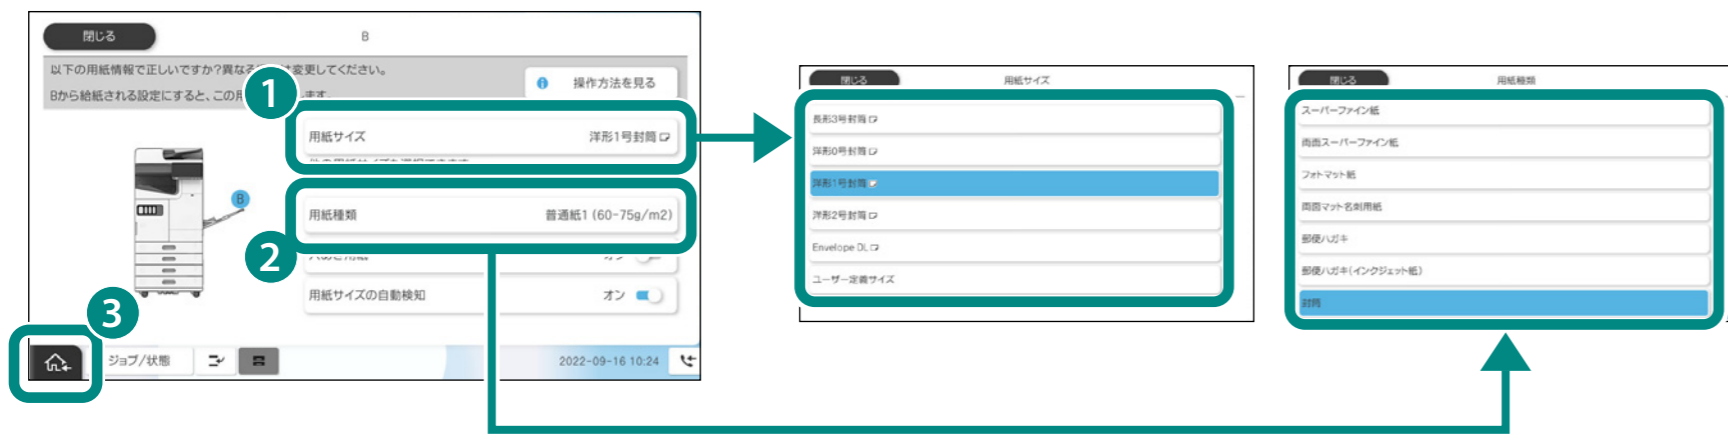 閉じる
B
以下の用紙情報で正しいですか?異なる
は変更してください。
Bから給紙される設定にすると、この用
します。
操作方法を見る
1
用紙サイズ
洋形1号封筒
用紙種類
普通紙1 (60-75g/m2)
2
B
オン
用紙サイズの自動検知
オン
3
ジョブ/状態
2022-09-16 10:24
閉じる
用紙サイズ
長形3号封筒
洋形0号封筒
洋形1号封筒
洋形2号封筒
Envelope DL
ユーザー定義サイズ
閉じる
用紙種類
スーパーファイン紙
両面スーパーファイン紙
フォトマット紙
両面マット名刺用紙
郵便ハガキ
郵便ハガキ(インクジェット紙)
封筒